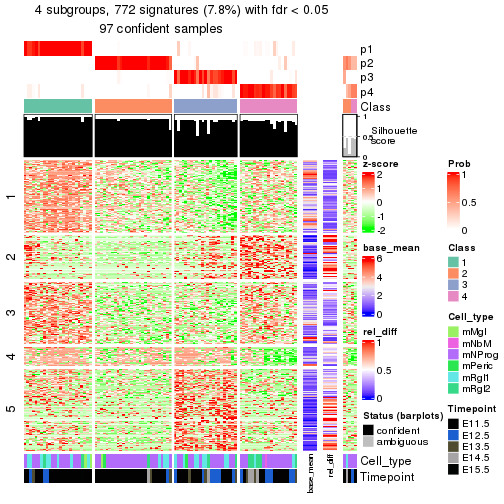 4 subgroups, 772 signatures (7.8%) with fdr < 0.05
97 confident samples
p1
p2
p3
p4
Class
1
0.5
0
Silhouette
score
1
2
3
4
5
base_mean
rel_diff
Cell_type
Timepoint
z-score
2
1
0
-1
-2
base_mean
6
4
2
0
rel_diff
1
0.5
0
Status (barplots)
confident
ambiguous
Prob
1
0.5
0
Class
1
2
3
4
Cell_type
mMgl
mNbM
mNProg
mPeric
mRgl1
mRgl2
Timepoint
E11.5
E12.5
E13.5
E14.5
E15.5